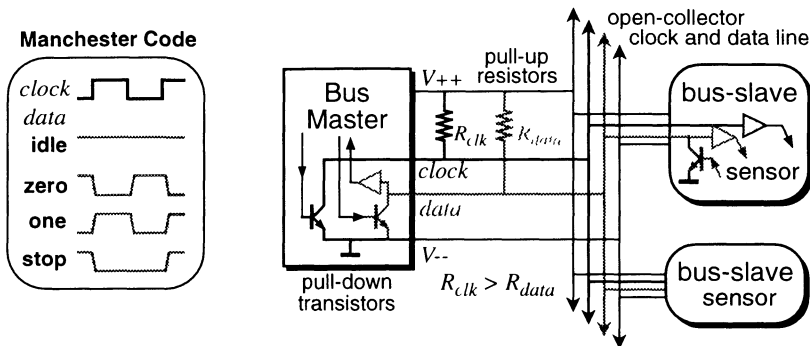 Manchester Code
clock
data
idle
zero
one
stop
Bus
Master
pull-down
transistors
V++
pull-up
resistors
R_clk
R_data
clock
data
V--
R_clk > R_data
open-collector
clock and data line
bus-slave
sensor
bus-slave
sensor